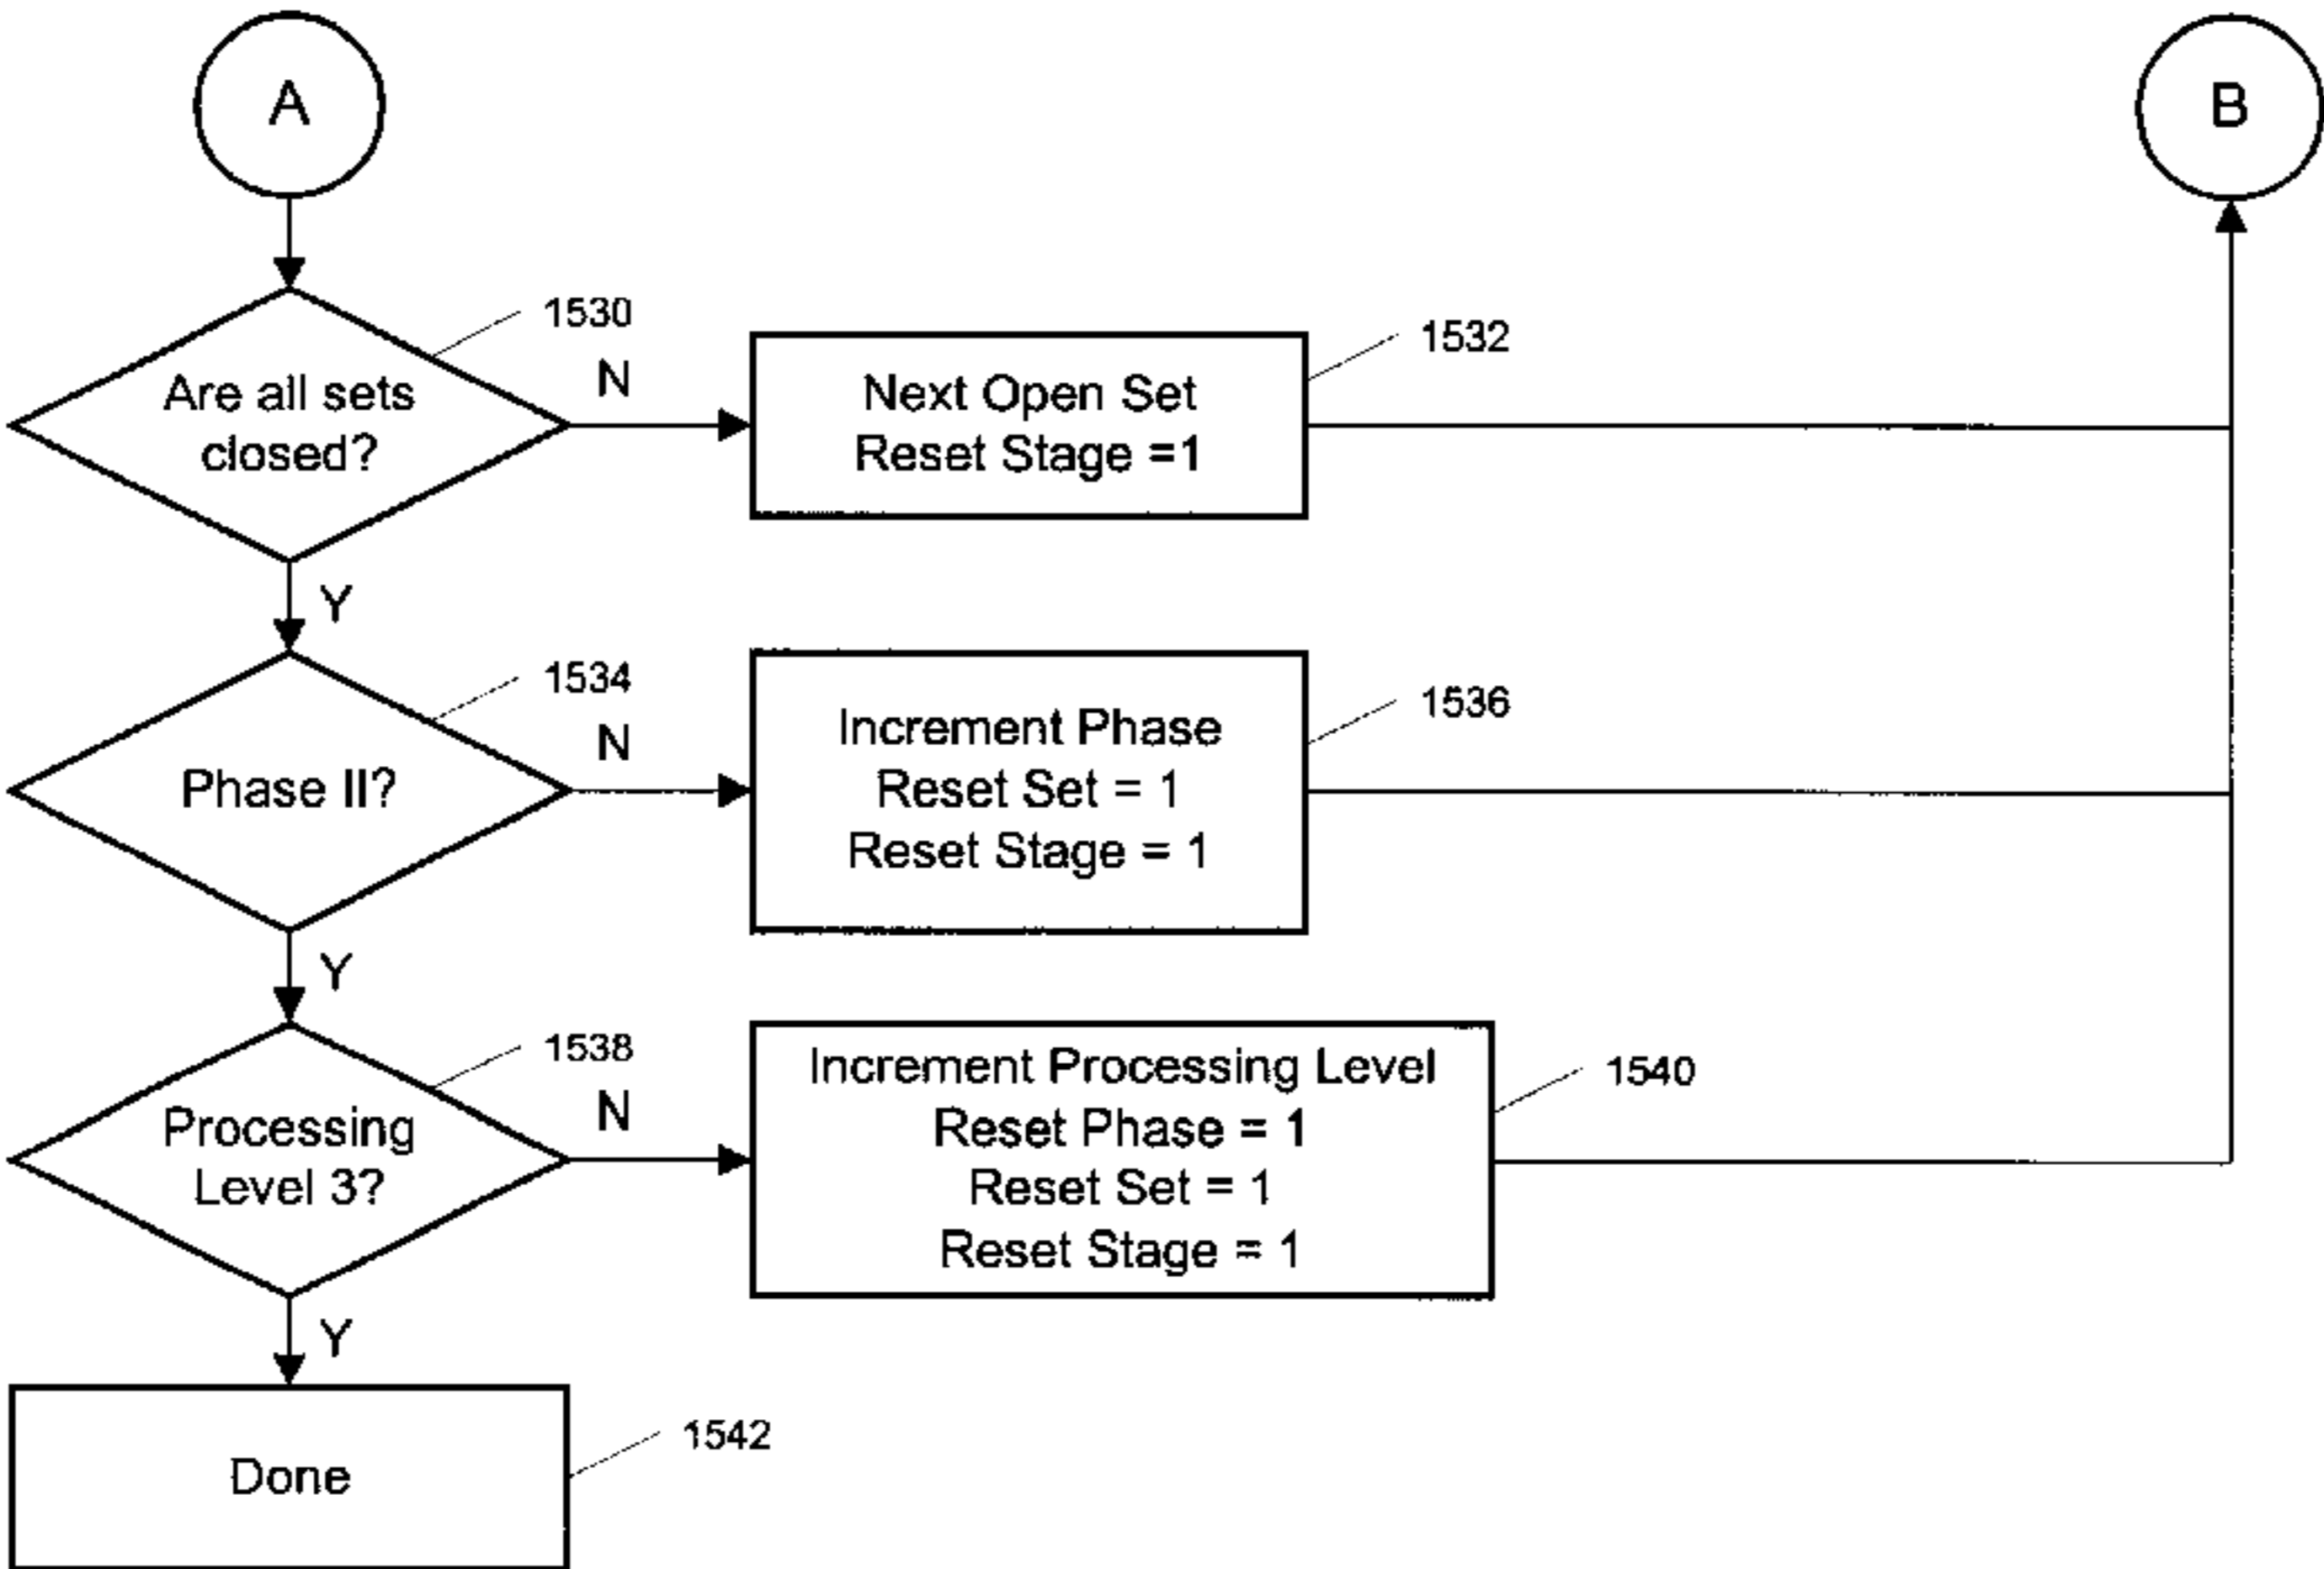 A
B
1530
Are all sets
closed?
N
Next Open Set
Reset Stage =1
1532
Y
1534
Phase II?
N
Increment Phase
Reset Set = 1
Reset Stage = 1
1536
Y
1538
Processing
Level 3?
N
Increment Processing Level
Reset Phase = 1
Reset Set = 1
Reset Stage = 1
1540
Y
Done
1542